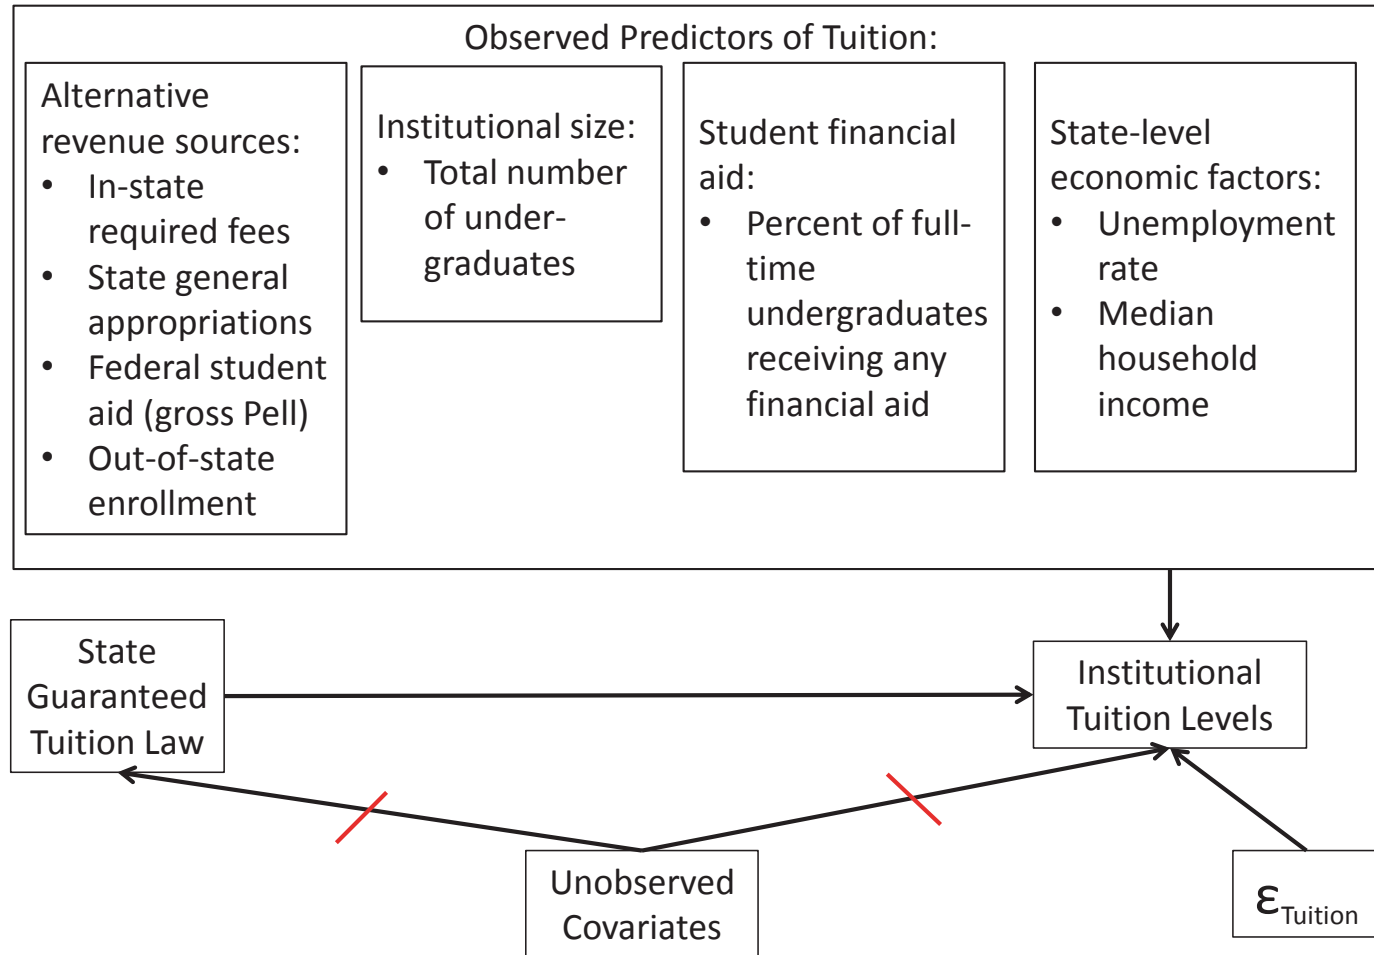 Observed Predictors of Tuition:
Alternative
revenue sources:
• In-state
required fees
• State general
appropriations
• Federal student
aid (gross Pell)
• Out-of-state
enrollment
Institutional size:
• Total number
of under-
graduates
Student financial
aid:
• Percent of full-
time
undergraduates
receiving any
financial aid
State-level
economic factors:
• Unemployment
rate
• Median
household
income
State
Guaranteed
Tuition Law
Institutional
Tuition Levels
Unobserved
Covariates
εTuition